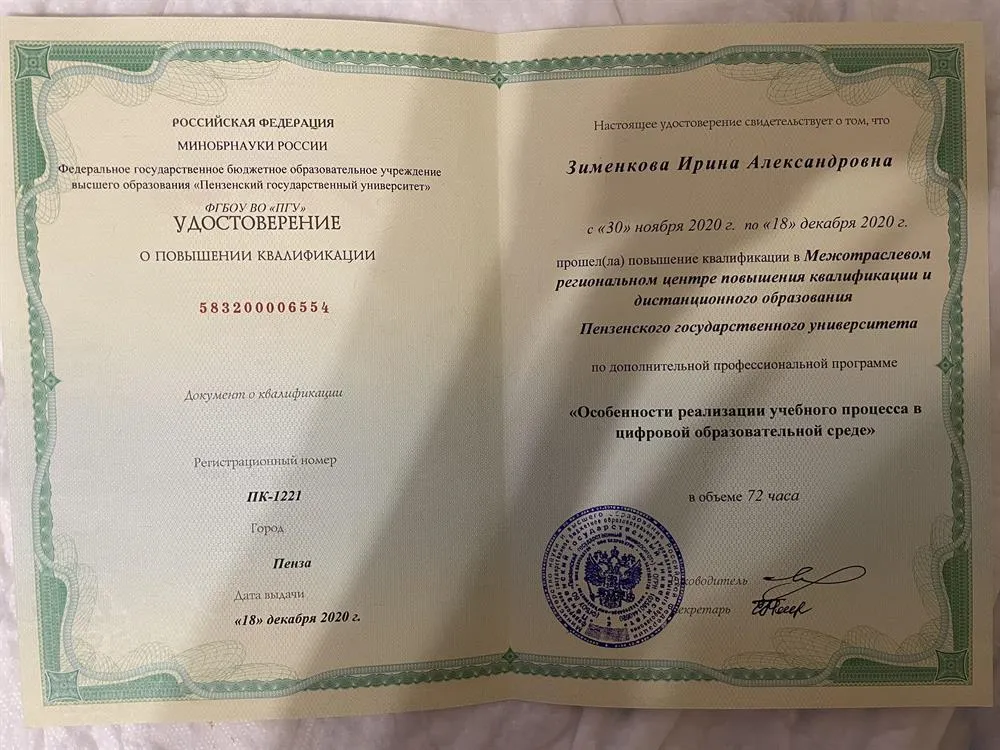 РОССИЙСКАЯ ФЕДЕРАЦИЯ
МИНОБРНАУКИ РОССИИ
Федеральное государственное бюджетное образовательное учреждение
высшего образования «Пензенский государственный университет»
ФГБОУ ВО «ПГУ»
УДОСТОВЕРЕНИЕ
О ПОВЫШЕНИИ КВАЛИФИКАЦИИ
583200006554
Документ о квалификации
Регистрационный номер
ПК-1221
Город
Пенза
Дата выдачи
«18» декабря 2020 г.
Настоящее удостоверение свидетельствует о том, что
Зименкова Ирина Александровна
с «30» ноября 2020 г. по «18» декабря 2020 г.
прошел(ла) повышение квалификации в Межотраслевом
региональном центре повышения квалификации и
дистанционного образования
Пензенского государственного университета
по дополнительной профессиональной программе
«Особенности реализации учебного процесса в
цифровой образовательной среде»
в объеме 72 часа
руководитель
секретарь